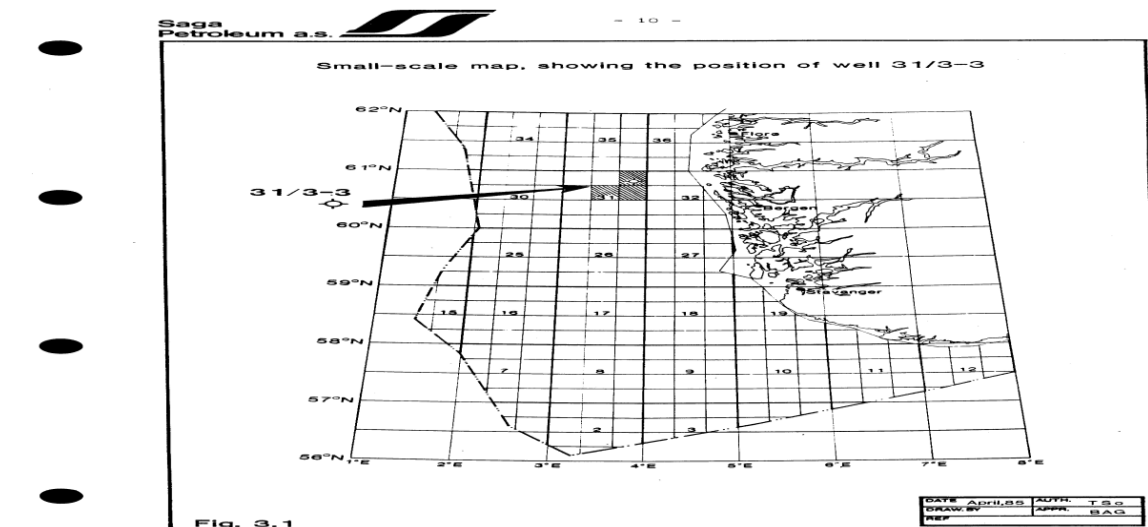 Saga
Petroleum a.s.
- 10 -
Small-scale map, showing the position of well 31/3-3
62°N
34
35
36
Florø
61°N
31/3-3
30
31
32
Bergen
60°N
25
26
27
59°N
Stavanger
15
16
17
18
19
58°N
7
8
9
10
11
12
57°N
2
3
56°N
1°E
2°E
3°E
4°E
5°E
6°E
7°E
8°E
DATE April,85 AUTH. TSø
DRAW.BY APPR. BAG
REF
Fig. 3.1